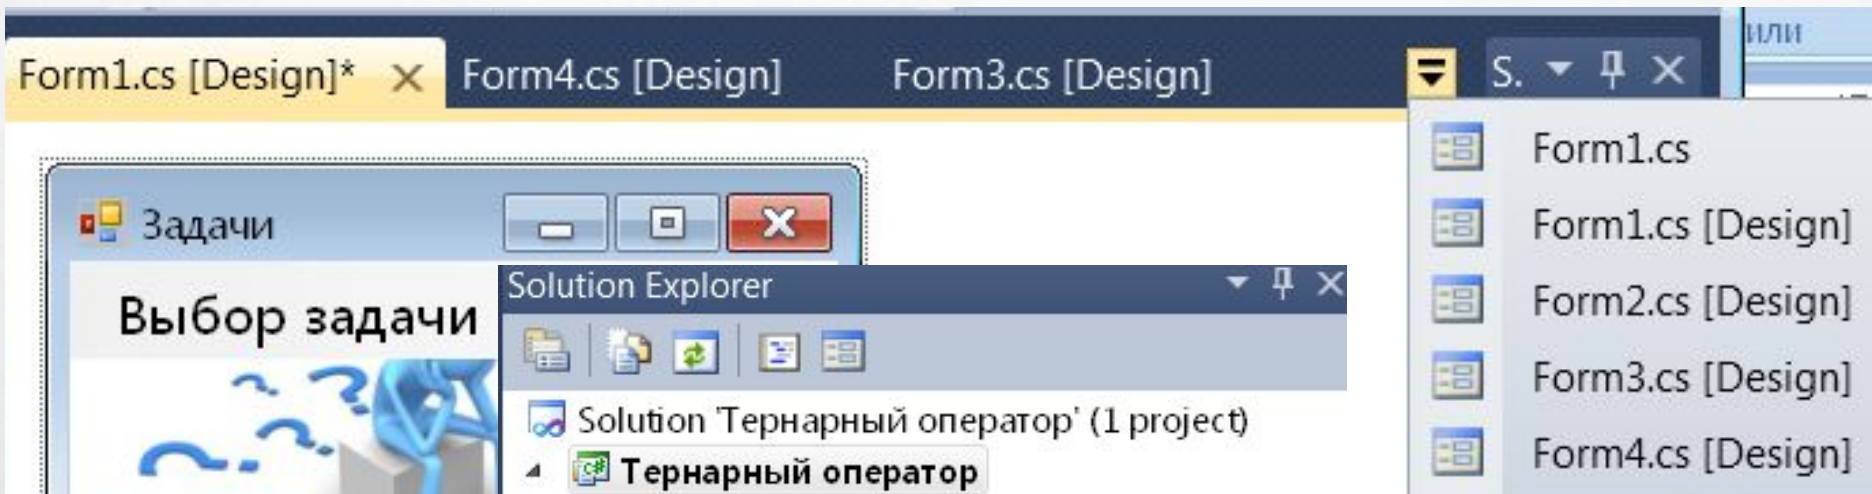 или
Form1.cs [Design]* Form4.cs [Design] Form3.cs [Design] S.
Form1.cs
Form1.cs [Design]
Form2.cs [Design]
Form3.cs [Design]
Form4.cs [Design]
Задачи
Выбор задачи
Solution Explorer
Solution 'Тернарный оператор' (1 project)
Тернарный оператор